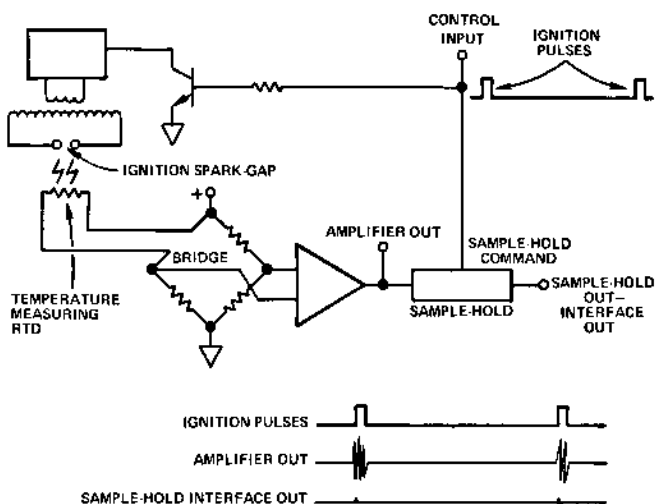 CONTROL
INPUT
IGNITION
PULSES
IGNITION SPARK-GAP
+
AMPLIFIER OUT
BRIDGE
SAMPLE-HOLD
COMMAND
TEMPERATURE
MEASURING
RTD
SAMPLE-HOLD
SAMPLE-HOLD
OUT–
INTERFACE
OUT
IGNITION PULSES
AMPLIFIER OUT
SAMPLE-HOLD INTERFACE OUT